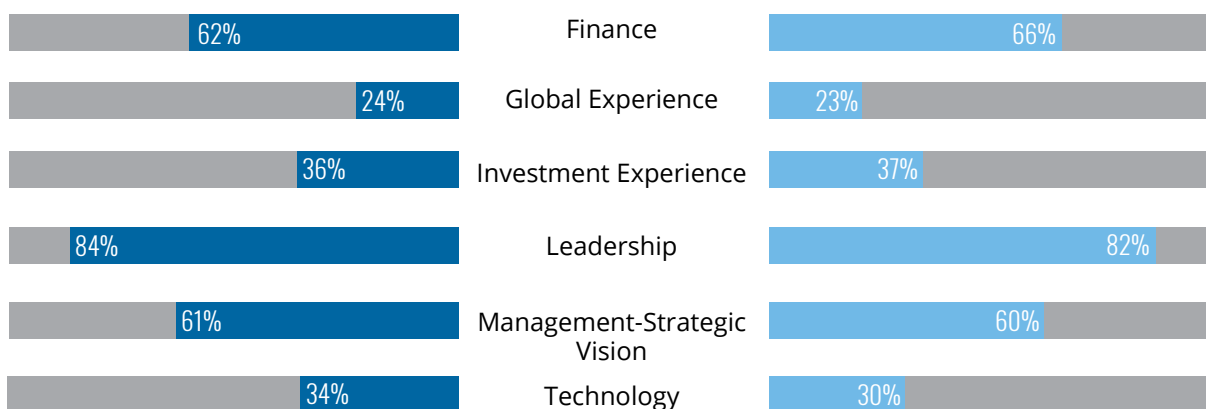 62% Finance 66%
24% Global Experience 23%
36% Investment Experience 37%
84% Leadership 82%
61% Management-Strategic 60%
Vision
34% Technology 30%